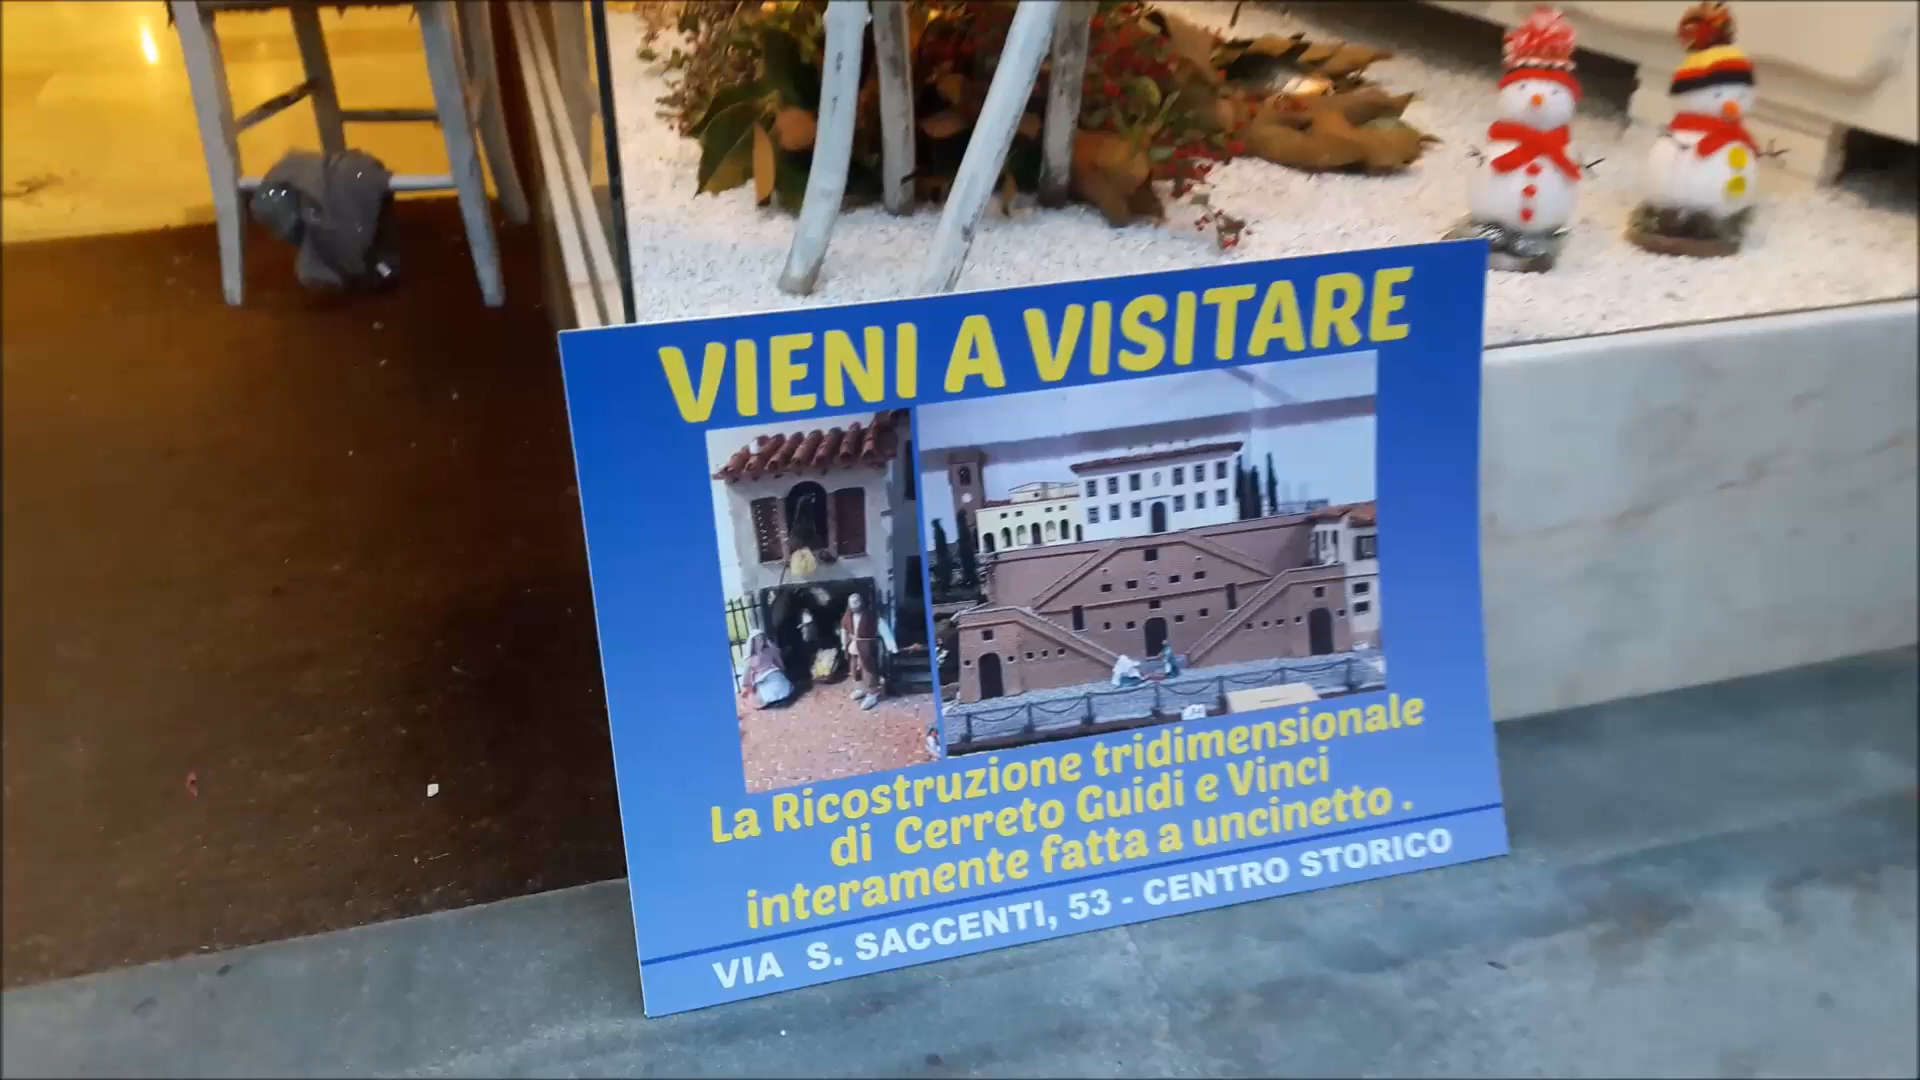 VIENI A VISITARE
La Ricostruzione tridimensionale
di Cerreto Guidi e Vinci
interamente fatta a uncinetto .
VIA S. SACCENTI, 53 - CENTRO STORICO